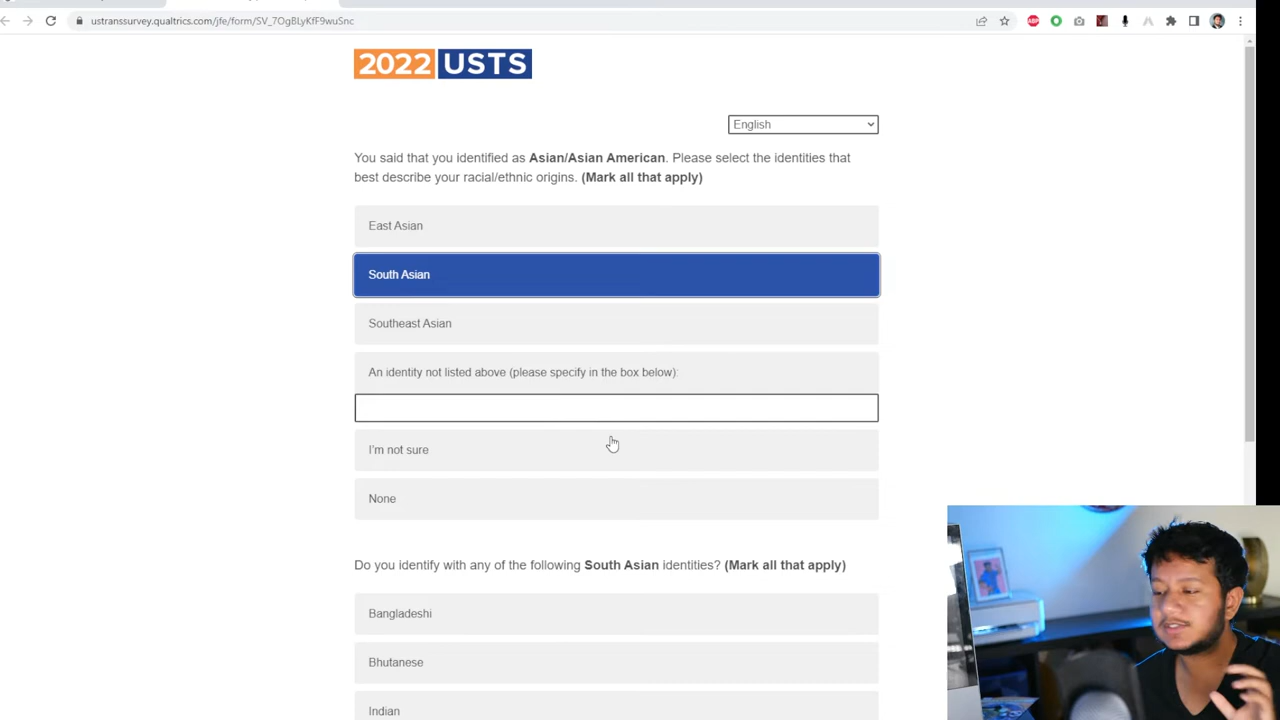 ustranssurvey.qualtrics.com/jfe/form/SV_7OgBLyKfF9wuSnc
ABP
2022 USTS
English
You said that you identified as Asian/Asian American. Please select the identities that
best describe your racial/ethnic origins. (Mark all that apply)
East Asian
South Asian
Southeast Asian
An identity not listed above (please specify in the box below):
I'm not sure
None
Do you identify with any of the following South Asian identities? (Mark all that apply)
Bangladeshi
Bhutanese
Indian